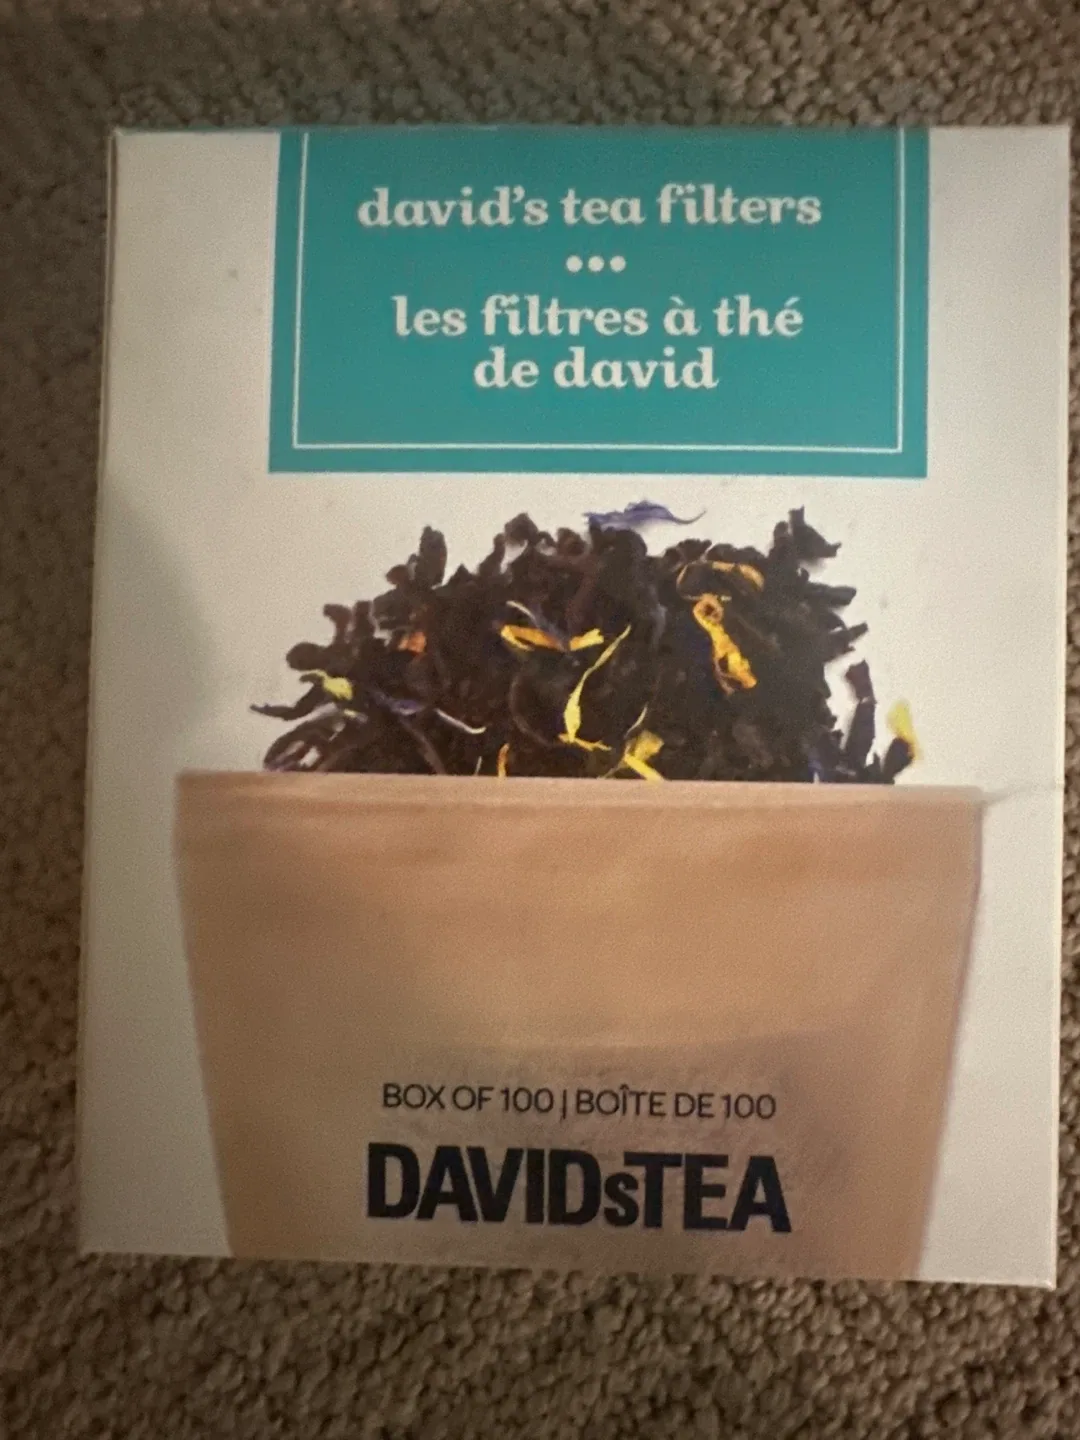 david's tea filters
•••
les filtres à thé
de david
BOX OF 100 | BOÎTE DE 100
DAVIDsTEA